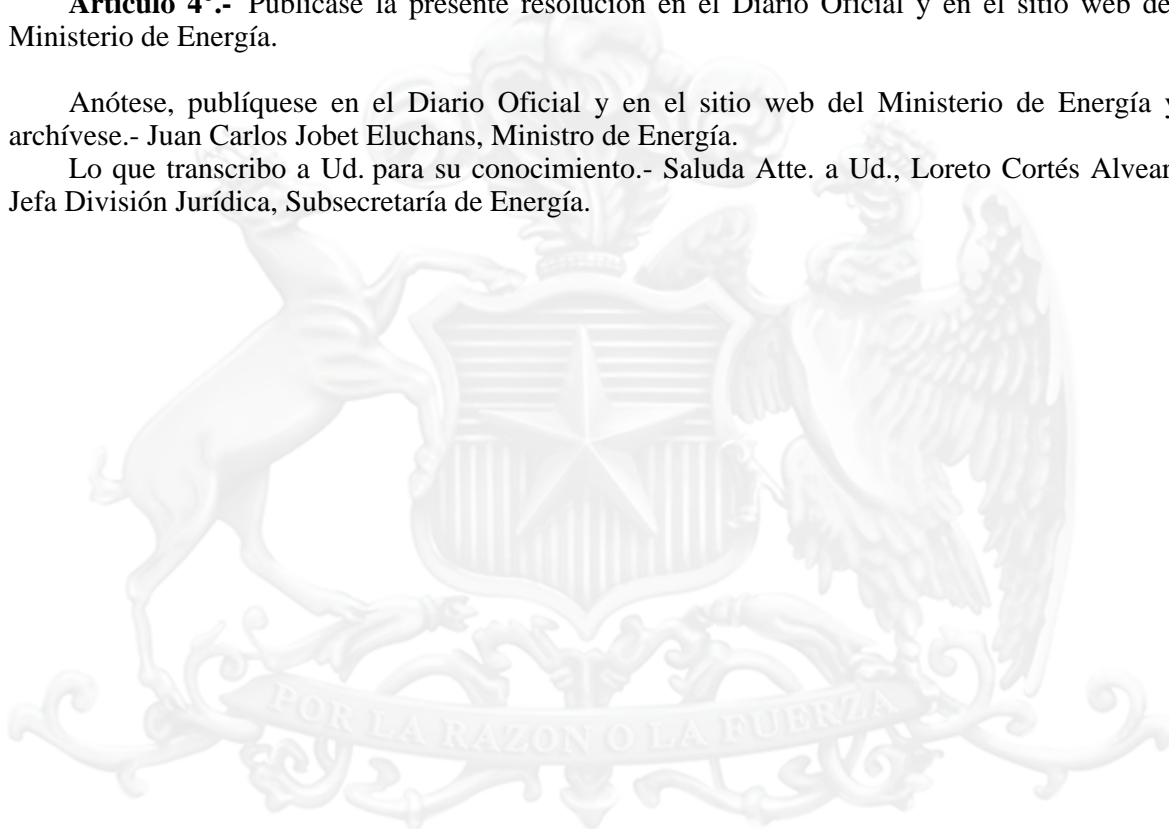 Artículo 4°.- Publícase la presente resolución en el Diario Oficial y en el sitio web de
Ministerio de Energía.
Anótese, publíquese en el Diario Oficial y en el sitio web del Ministerio de Energía y
archívese.- Juan Carlos Jobet Eluchans, Ministro de Energía.
Lo que transcribo a Ud. para su conocimiento.- Saluda Atte. a Ud., Loreto Cortés Alvear
Jefa División Jurídica, Subsecretaría de Energía.
POR LA RAZON O LA FUERZA